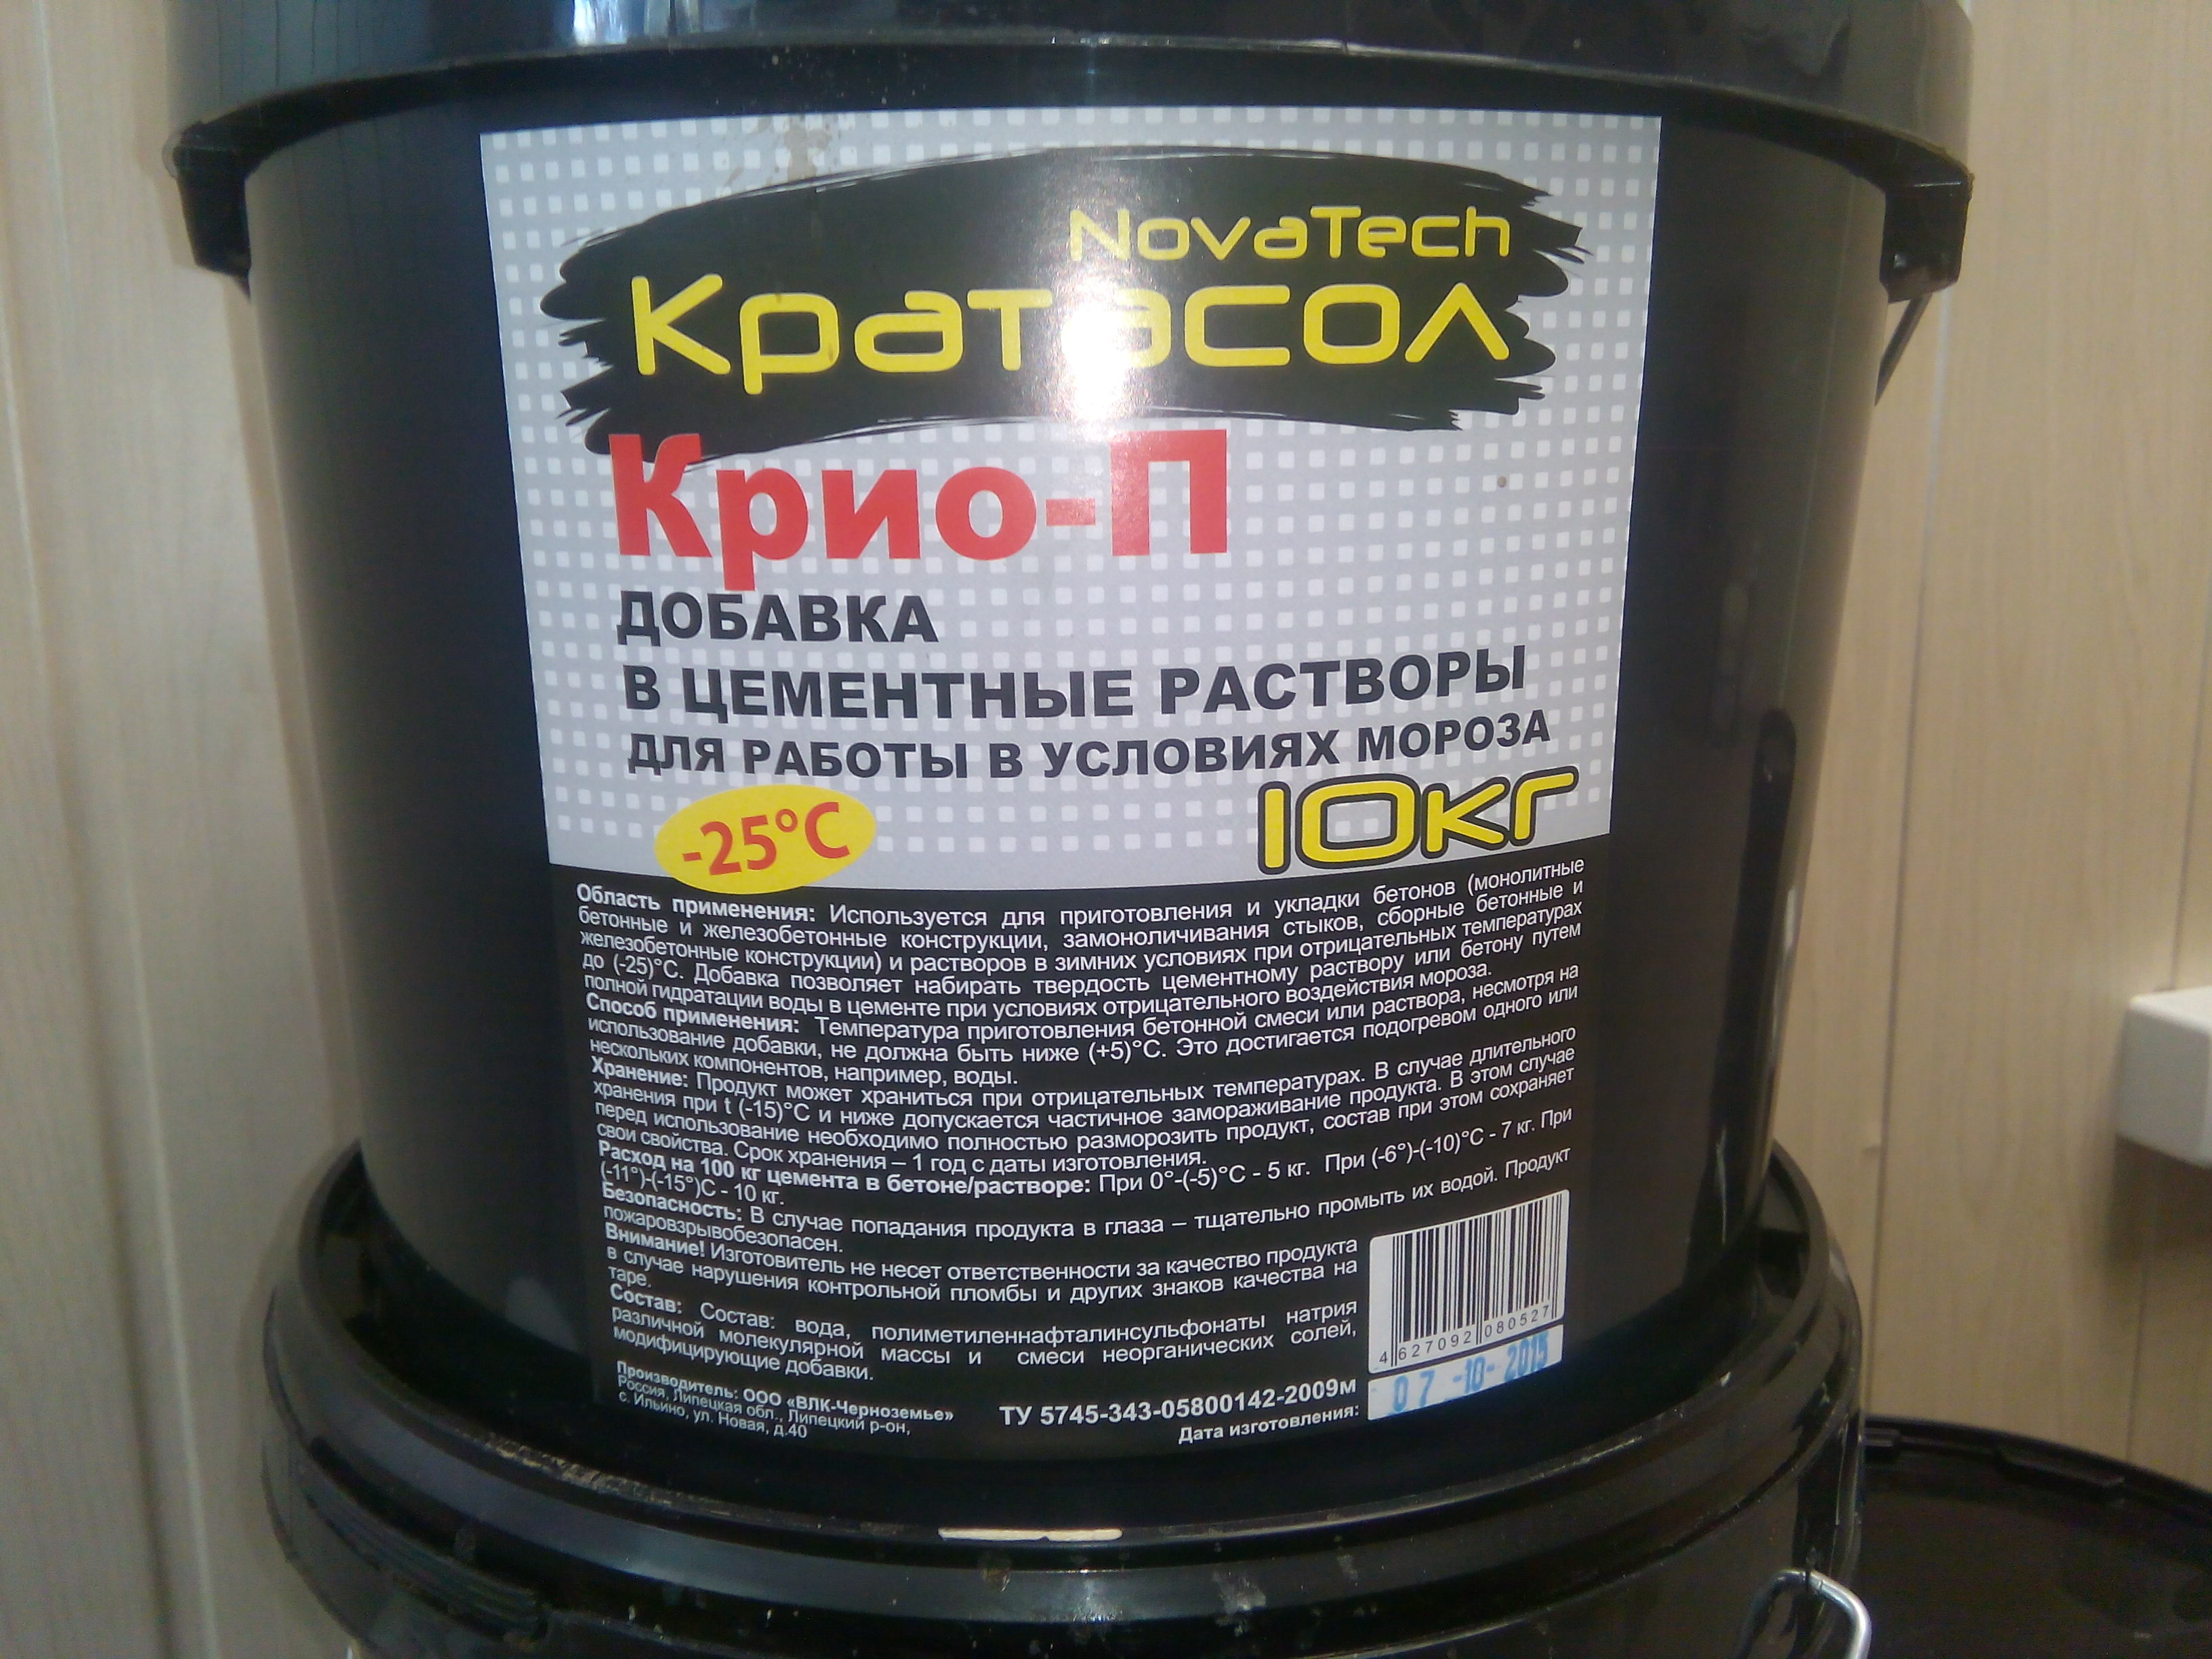 NovaTech
Кратасол
Крио-П
ДОБАВКА
В ЦЕМЕНТНЫЕ РАСТВОРЫ
ДЛЯ РАБОТЫ В УСЛОВИЯХ МОРОЗА
-25°C
10кг
Область применения: Используется для приготовления и укладки бетонов (монолитные
бетонные и железобетонные конструкции, замоноличивания стыков, сборные бетонные и
железобетонные конструкции) и растворов в зимних условиях при отрицательных температурах
до (-25)°С. Добавка позволяет набирать твердость цементному раствору или бетону путем
полной гидратации воды в цементе при условиях отрицательного воздействия мороза.
Способ применения: Температура приготовления бетонной смеси или раствора, несмотря на
использование добавки, не должна быть ниже (+5)°С. Это достигается подогревом одного или
нескольких компонентов, например, воды.
Хранение: Продукт может храниться при отрицательных температурах. В случае длительного
хранения при t (-15)°С и ниже допускается частичное замораживание продукта. В этом случае
перед использование необходимо полностью разморозить продукт, состав при этом сохраняет
свои свойства. Срок хранения – 1 год с даты изготовления.
Расход на 100 кг цемента в бетоне/растворе: При 0°-(-5)°С - 5 кг. При (-6°)-(-10)°С - 7 кг. При
(-11°)-(-15°)С - 10 кг.
Безопасность: В случае попадания продукта в глаза – тщательно промыть их водой. Продукт
пожаровзрывобезопасен.
Внимание! Изготовитель не несет ответственности за качество продукта
в случае нарушения контрольной пломбы и других знаков качества на
таре.
Состав: Состав: вода, полиметиленнафталинсульфонаты натрия
различной молекулярной массы и смеси неорганических солей,
модифицирующие добавки.
4 627092 080527
Производитель: ООО «ВЛК-Черноземье»
Россия, Липецкая обл., Липецкий р-он,
с. Ильино, ул. Новая, д.40
ТУ 5745-343-05800142-2009м
Дата изготовления:
07 -10- 2015